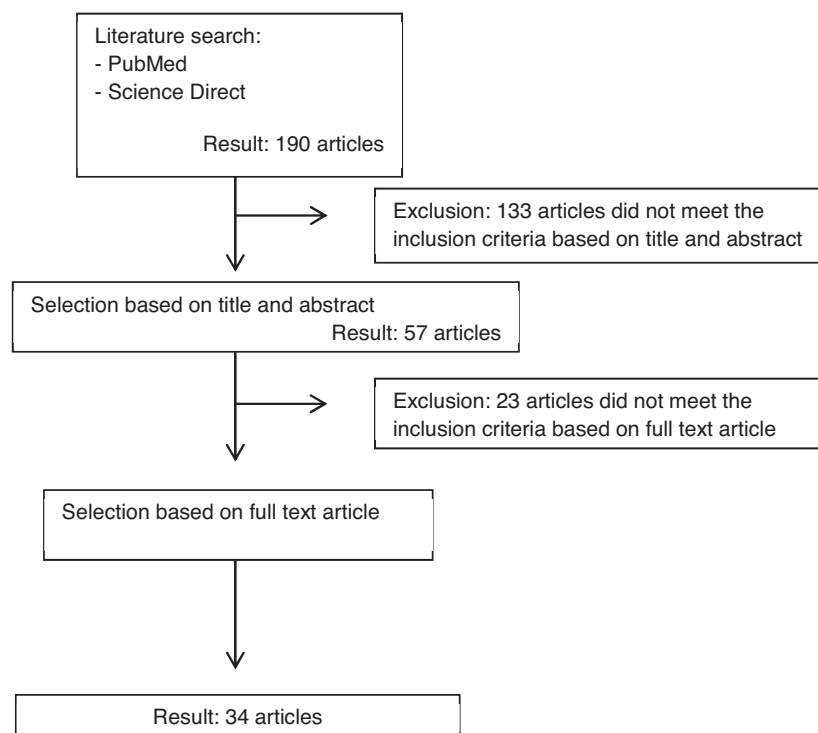 Literature search:
- PubMed
- Science Direct
Result: 190 articles
Exclusion: 133 articles did not meet the
inclusion criteria based on title and abstract
Selection based on title and abstract
Result: 57 articles
Exclusion: 23 articles did not meet the
inclusion criteria based on full text article
Selection based on full text article
Result: 34 articles